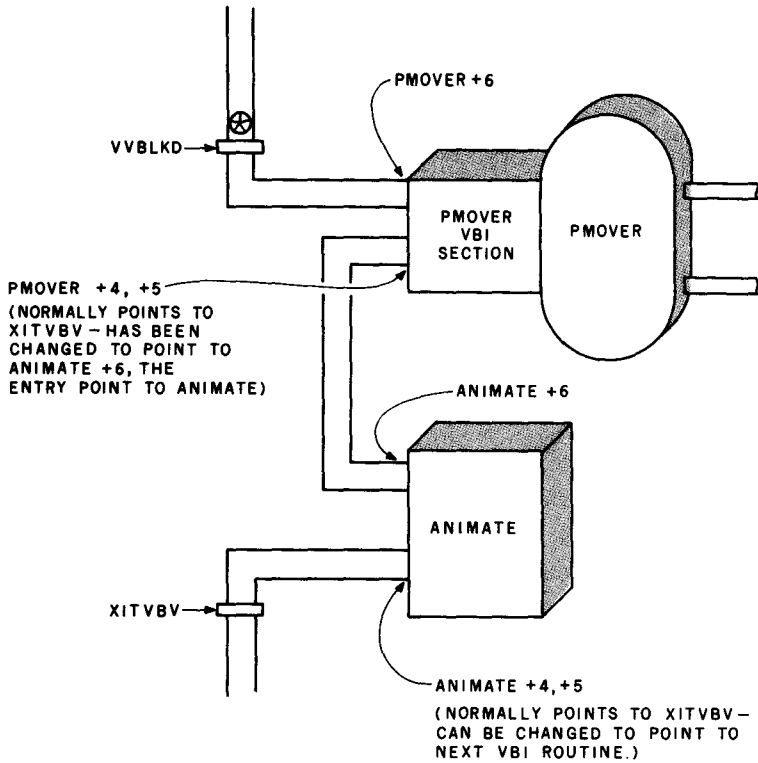 PMOVER +6
VVBLKD
PMOVER
VBI
SECTION
PMOVER
PMOVER +4, +5
(NORMALLY POINTS TO
XITVBV - HAS BEEN
CHANGED TO POINT TO
ANIMATE +6, THE
ENTRY POINT TO ANIMATE)
ANIMATE +6
ANIMATE
XITVBV
ANIMATE +4, +5
(NORMALLY POINTS TO XITVBV -
CAN BE CHANGED TO POINT TO
NEXT VBI ROUTINE.)